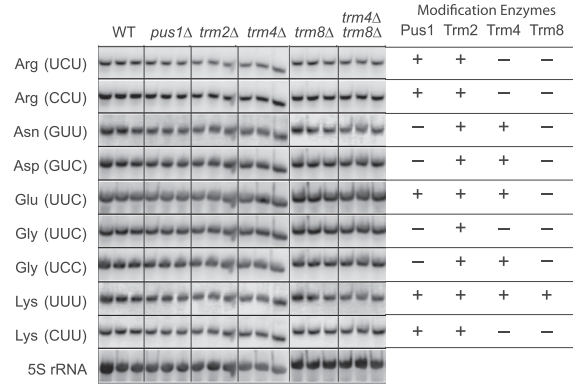 Modification Enzymes
WT pus1Δ trm2Δ trm4Δ trm8Δ trm4Δ trm8Δ Pus1 Trm2 Trm4 Trm8
Arg (UCU) + + – –
Arg (CCU) + + – –
Asn (GUU) – + + –
Asp (GUC) – + + –
Glu (UUC) + + + –
Gly (UUC) – + – –
Gly (UCC) – + + –
Lys (UUU) + + + +
Lys (CUU) + + – –
5S rRNA